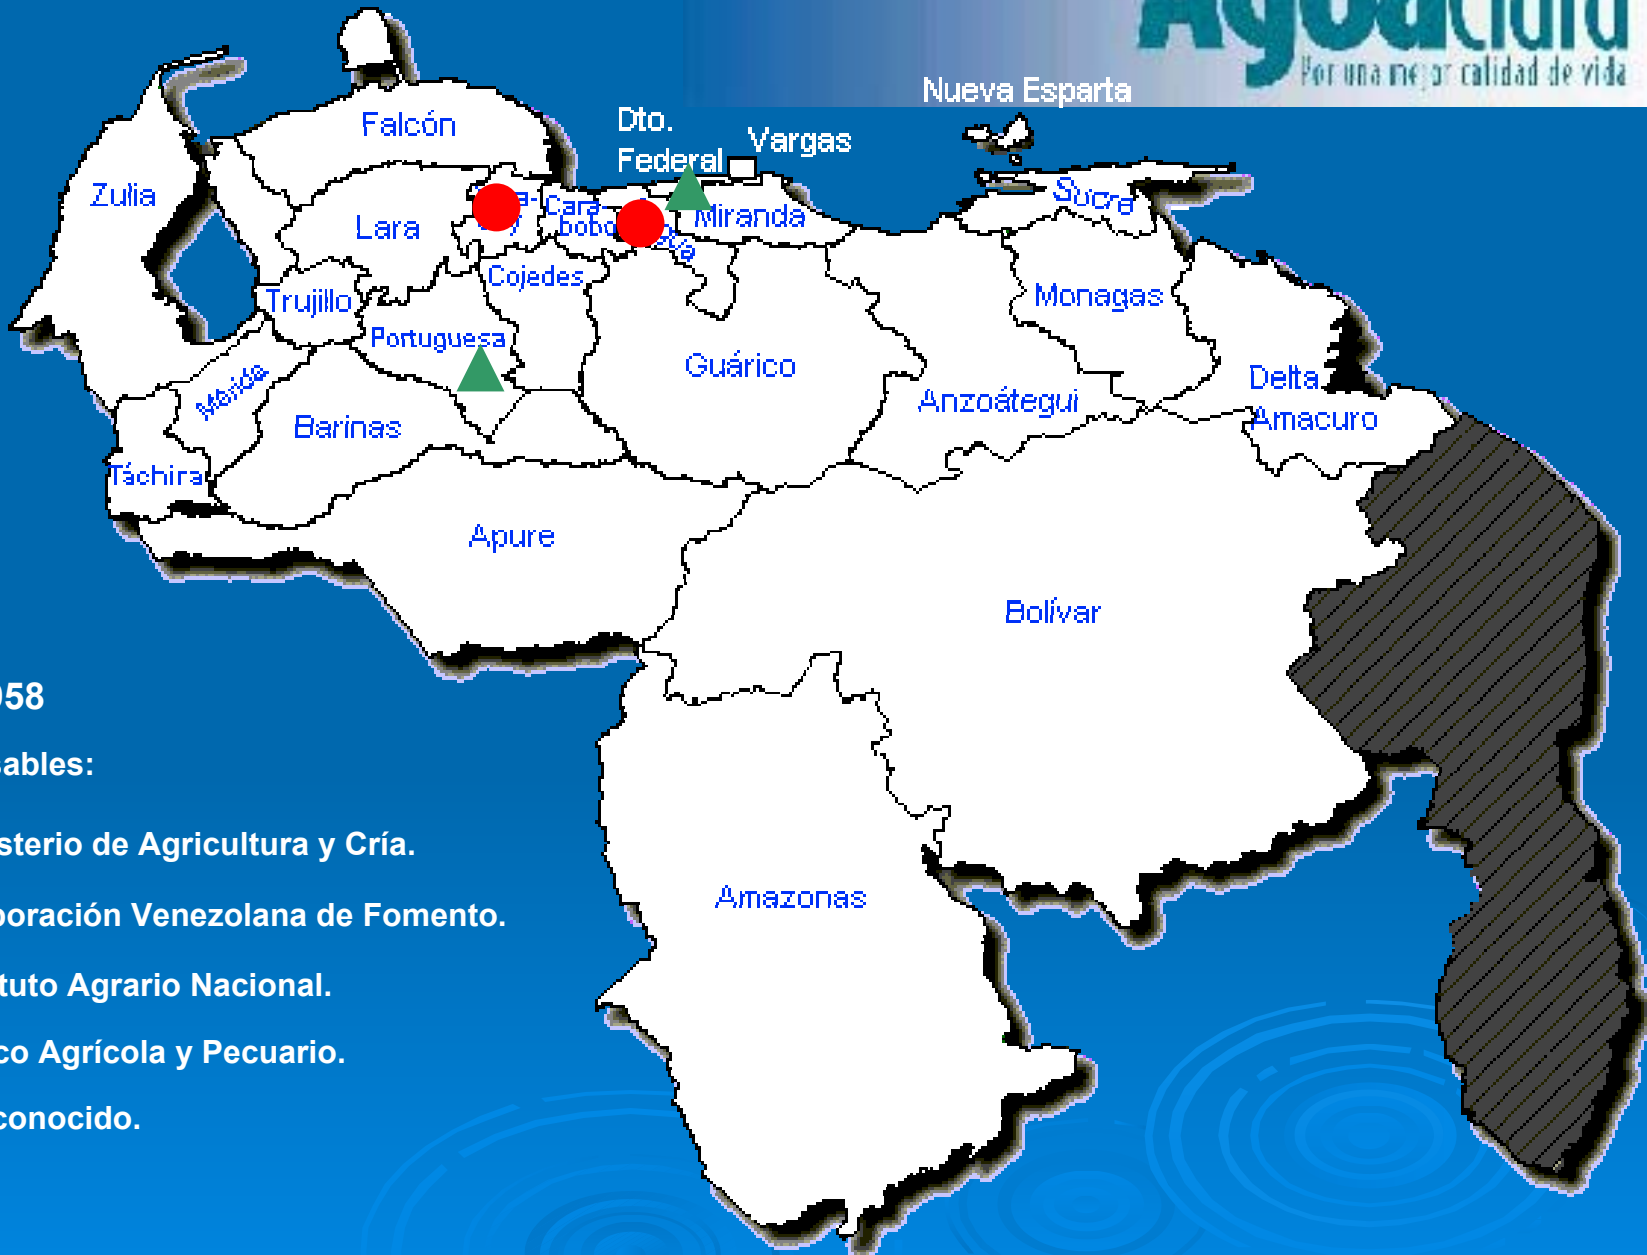 AguaClara
Por una mejor calidad de vida
Nueva Esparta
Dto.
Federal
Vargas
Falcón
Zulia
Sucre
Lara
Cara-
bobo
Miranda
Cojedes
Trujillo
Monagas
Portuguesa
Guárico
Delta
Amacuro
Mérida
Anzoátegui
Barinas
Táchira
Apure
Bolívar
958
sables:
sterio de Agricultura y Cría.
poración Venezolana de Fomento.
tuto Agrario Nacional.
Amazonas
co Agrícola y Pecuario.
conocido.